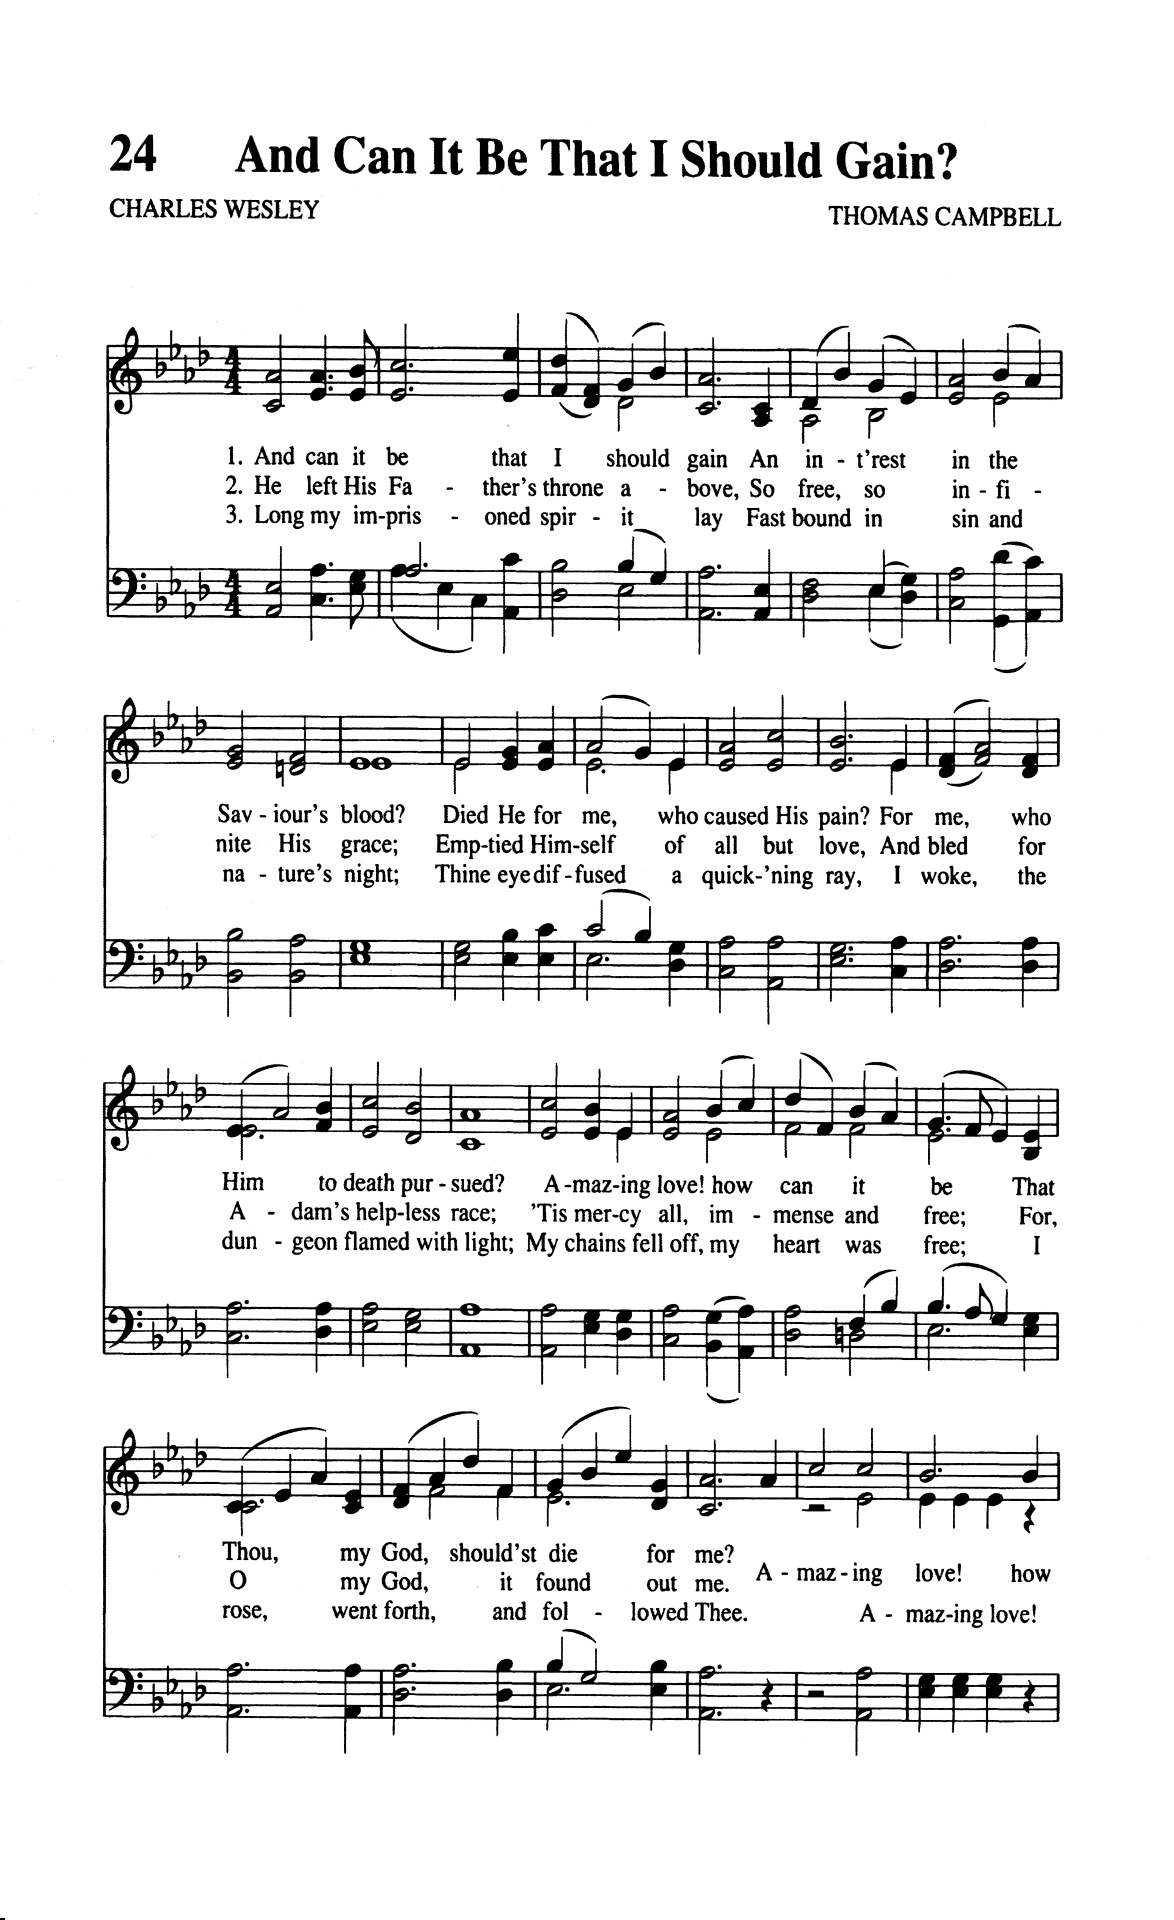 24 And Can It Be That I Should Gain?
CHARLES WESLEY THOMAS CAMPBELL
1. And can it be that I should gain An in - t'rest in the
2. He left His Fa - ther's throne a - bove, So free, so in - fi -
3. Long my im-pris - oned spir - it lay Fast bound in sin and
Sav - iour's blood? Died He for me, who caused His pain? For me, who
nite His grace; Emp-tied Him-self of all but love, And bled for
na - ture's night; Thine eye dif - fused a quick-'ning ray, I woke, the
Him to death pur - sued? A -maz-ing love! how can it be That
A - dam's help-less race; 'Tis mer-cy all, im - mense and free; For,
dun - geon flamed with light; My chains fell off, my heart was free; I
Thou, my God, should'st die for me?
O my God, it found out me. A - maz - ing love! how
rose, went forth, and fol - lowed Thee. A - maz-ing love!